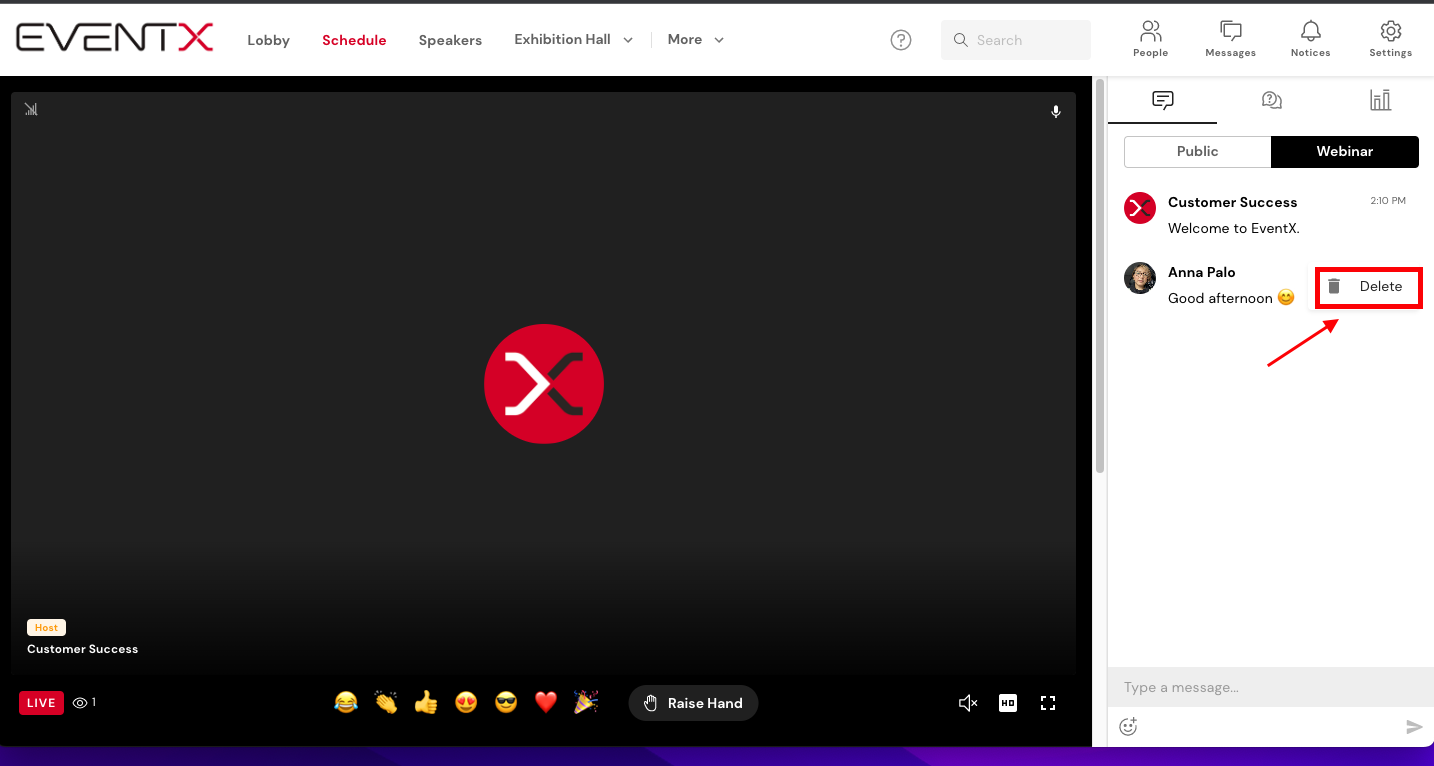 EVENTX
Lobby
Schedule
Speakers
Exhibition Hall
More
Search
People
Messages
Notices
Settings
Public
Webinar
Customer Success
2:10 PM
Welcome to EventX.
Anna Palo
Good afternoon 😊
Delete
Host
Customer Success
LIVE
1
Raise Hand
HD
Type a message...